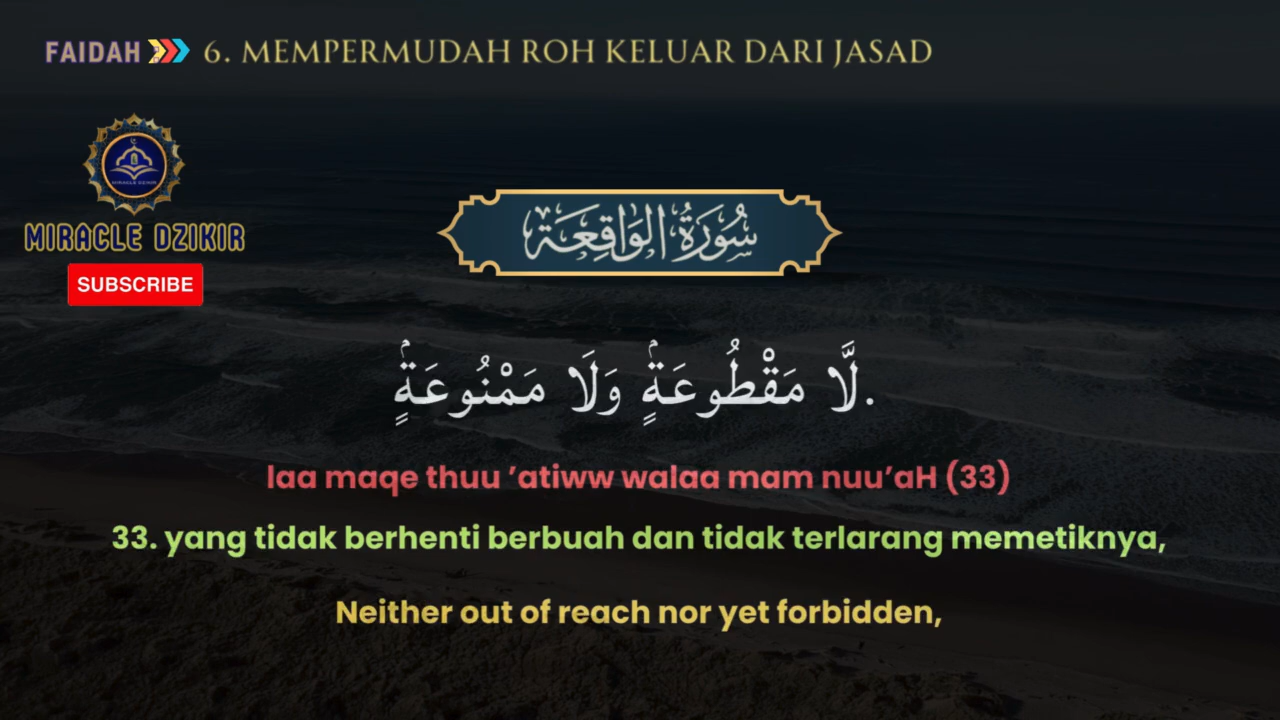 FAIDAH 6. MEMPERMUDAH ROH KELUAR DARI JASAD
MIRACLE DZIKIR
MIRACLE DZIKIR
SUBSCRIBE
سُورَةُ الوَاقِعَة
لَّا مَقْطُوعَةٍۢ وَلَا مَمْنُوعَةٍۢ.
laa maqe thuu ’atiww walaa mam nuu’aH (33)
33. yang tidak berhenti berbuah dan tidak terlarang memetiknya,
Neither out of reach nor yet forbidden,